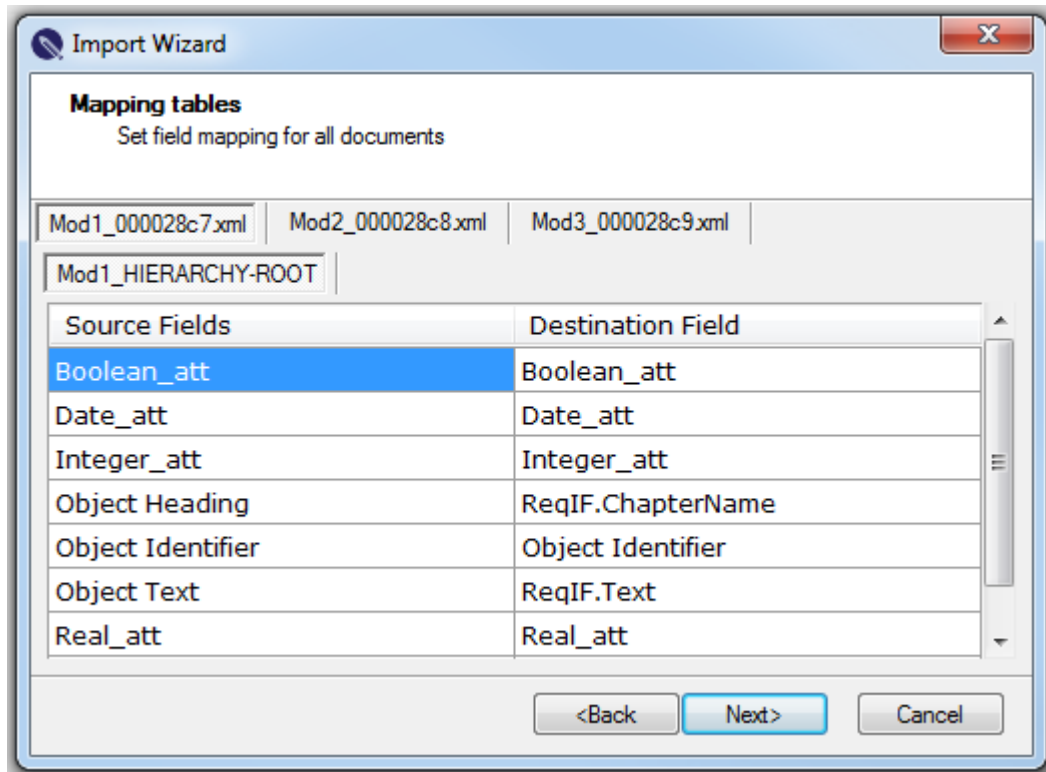 Import Wizard
Mapping tables
Set field mapping for all documents
Mod1_000028c7.xml Mod2_000028c8.xml Mod3_000028c9.xml
Mod1_HIERARCHY-ROOT
Source Fields Destination Field
Boolean_att Boolean_att
Date_att Date_att
Integer_att Integer_att
Object Heading ReqIF.ChapterName
Object Identifier Object Identifier
Object Text ReqIF.Text
Real_att Real_att
<Back Next> Cancel